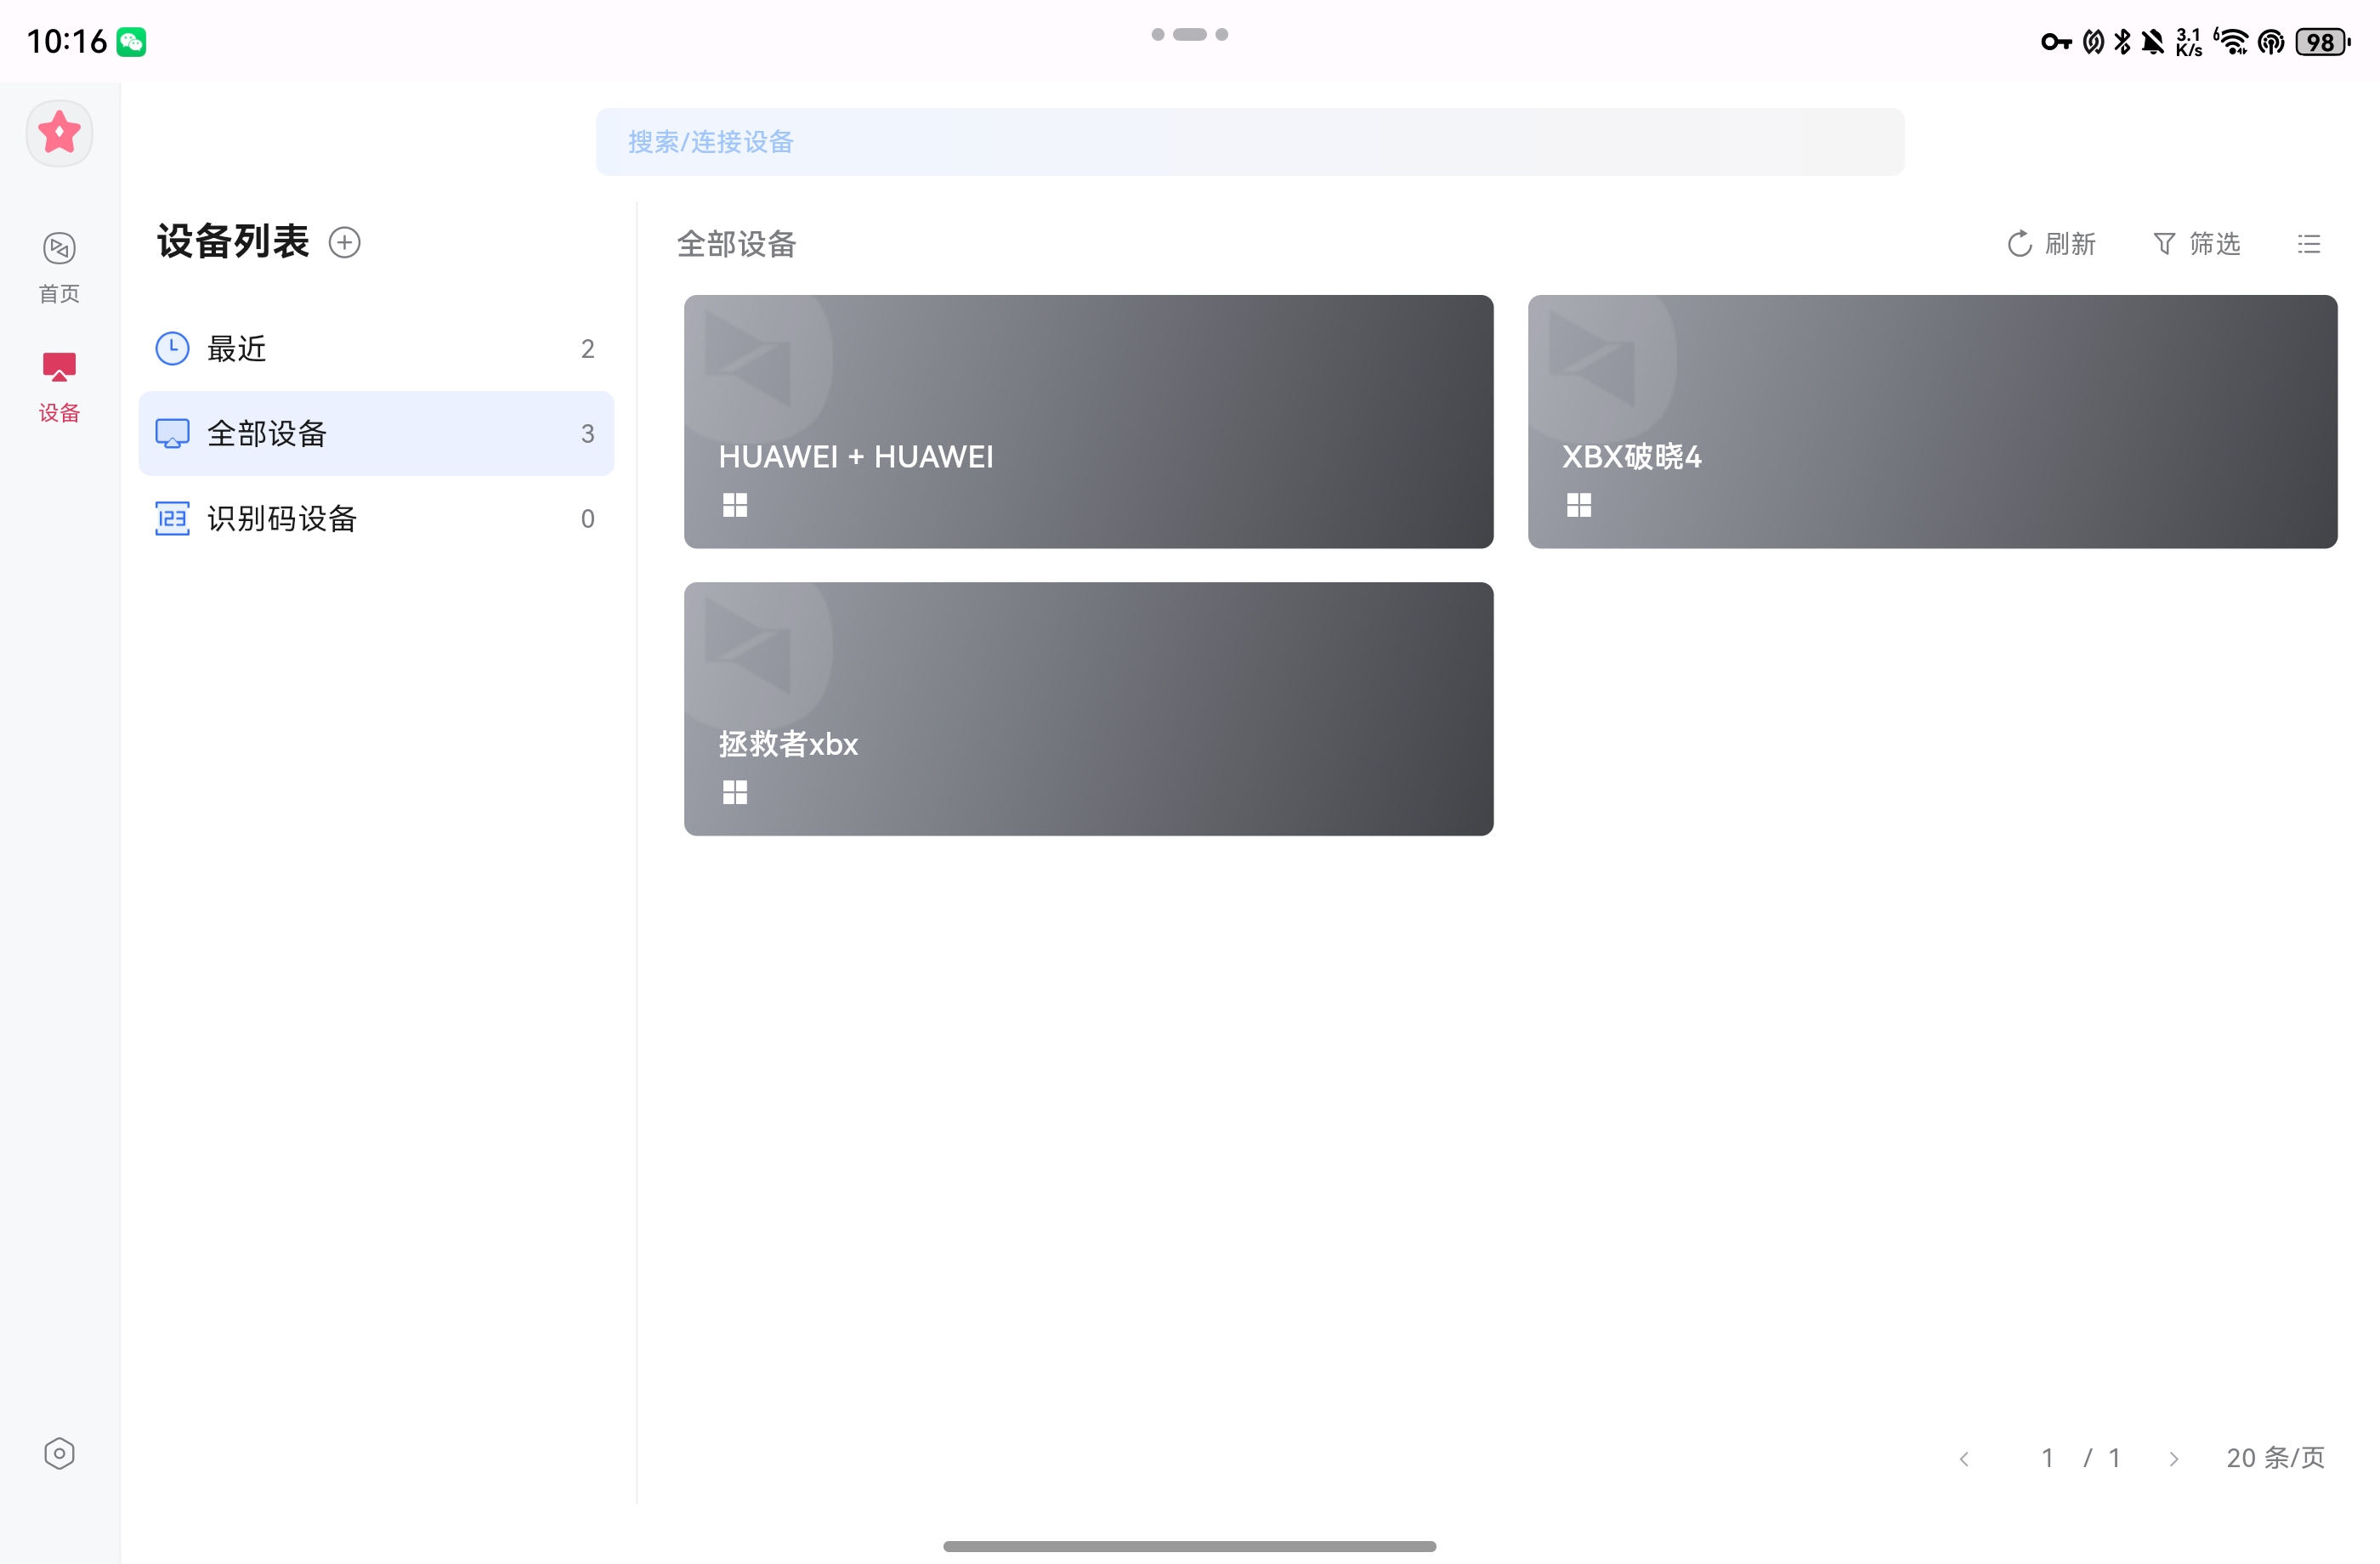 10:16
3.1
K/s
6
98
搜索/连接设备
首页
设备
设备列表
最近 2
全部设备 3
123
识别码设备 0
全部设备
刷新
筛选
HUAWEI + HUAWEI
XBX破晓4
拯救者xbx
1 / 1
20 条/页